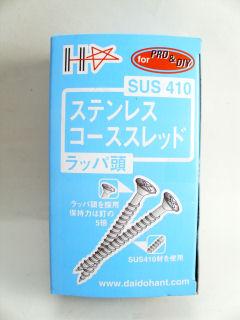 for PRO & DIY
SUS 410
ステンレス
コーススレッド
ラッパ頭
ラッパ頭を採用
保持力は釘の
5倍
SUS410材を使用
www.daidohant.com